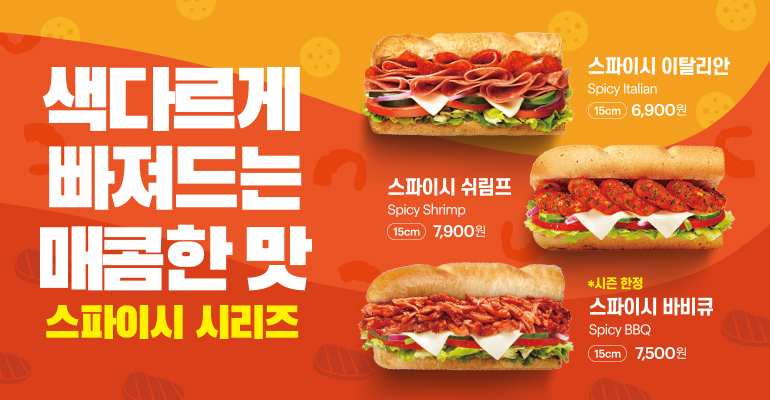 색다르게
빠져드는
매콤한 맛
스파이시 시리즈
스파이시 이탈리안
Spicy Italian
15cm 6,900원
스파이시 쉬림프
Spicy Shrimp
15cm 7,900원
*시즌 한정
스파이시 바비큐
Spicy BBQ
15cm 7,500원